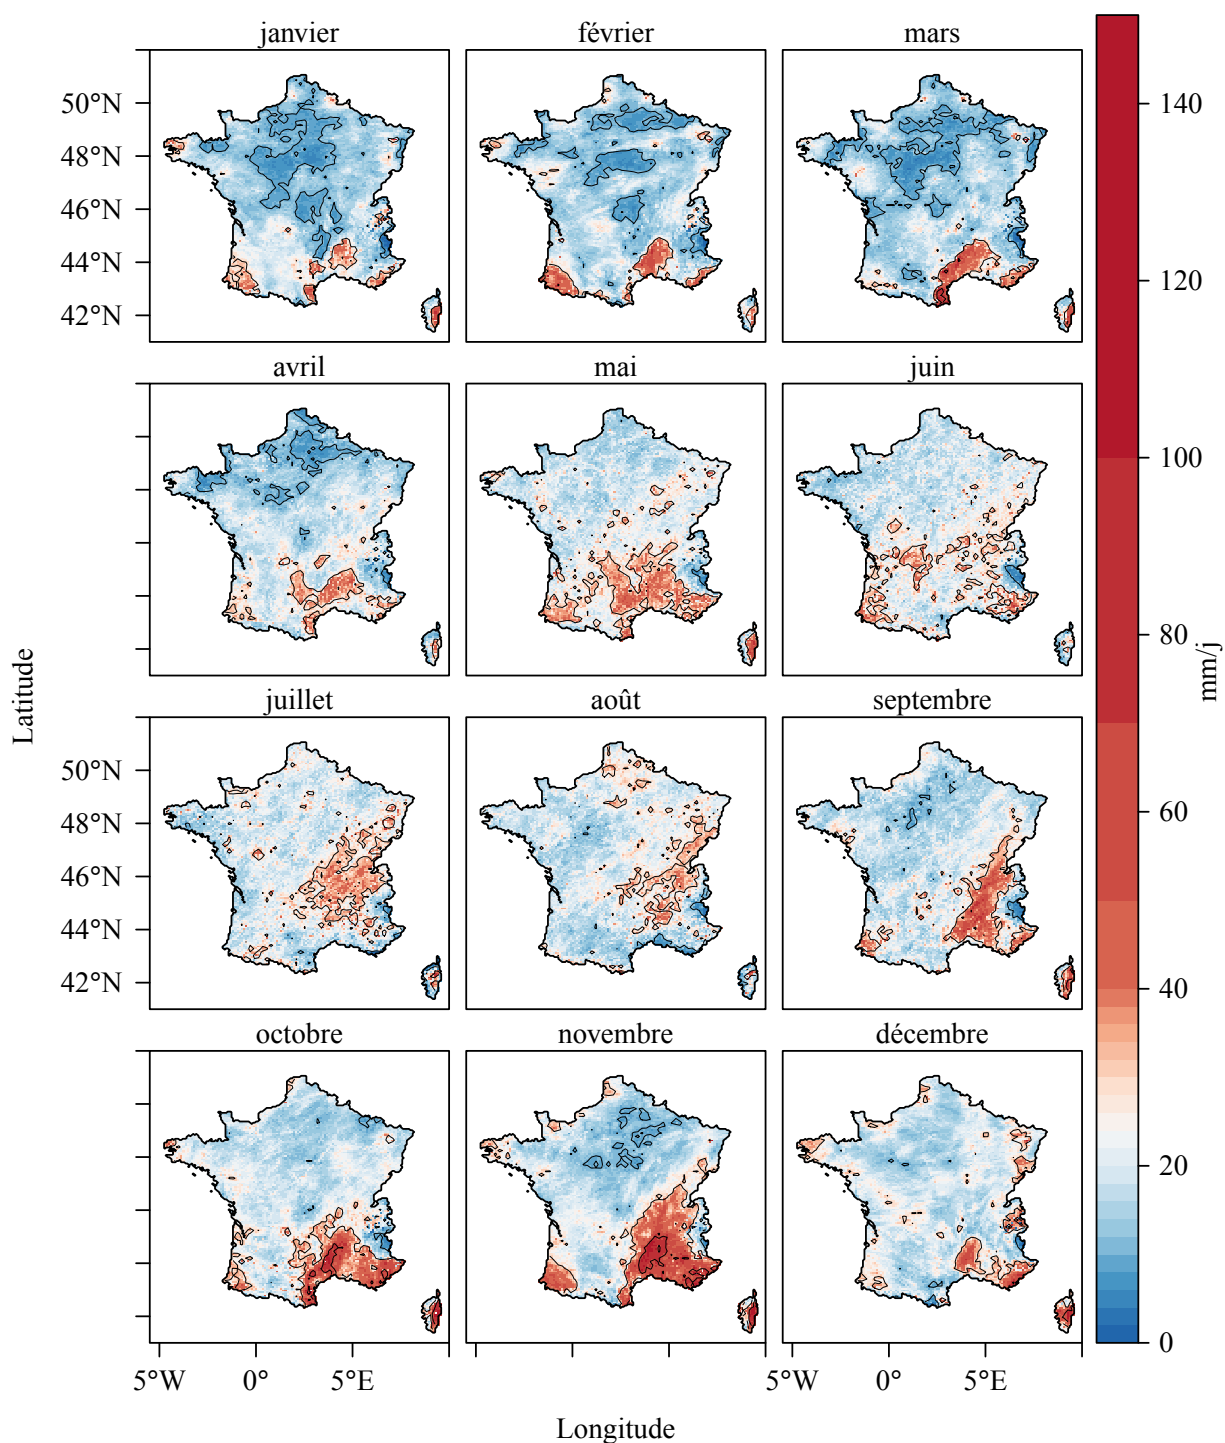 janvier
février
mars
50°N
48°N
46°N
44°N
42°N
140
120
100
80
60
40
20
0
mm/j
avril
mai
juin
Latitude
juillet
août
septembre
50°N
48°N
46°N
44°N
42°N
octobre
novembre
décembre
5°W
0°
5°E
5°W
0°
5°E
Longitude